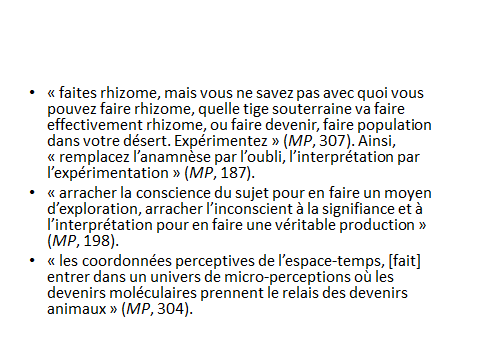 • « faites rhizome, mais vous ne savez pas avec quoi vous
pouvez faire rhizome, quelle tige souterraine va faire
effectivement rhizome, ou faire devenir, faire population
dans votre désert. Expérimentez » (MP, 307). Ainsi,
« remplacez l’anamnèse par l’oubli, l’interprétation par
l’expérimentation » (MP, 187).
• « arracher la conscience du sujet pour en faire un moyen
d’exploration, arracher l’inconscient à la signifiance et à
l’interprétation pour en faire une véritable production »
(MP, 198).
• « les coordonnées perceptives de l’espace-temps, [fait]
entrer dans un univers de micro-perceptions où les
devenirs moléculaires prennent le relais des devenirs
animaux » (MP, 304).